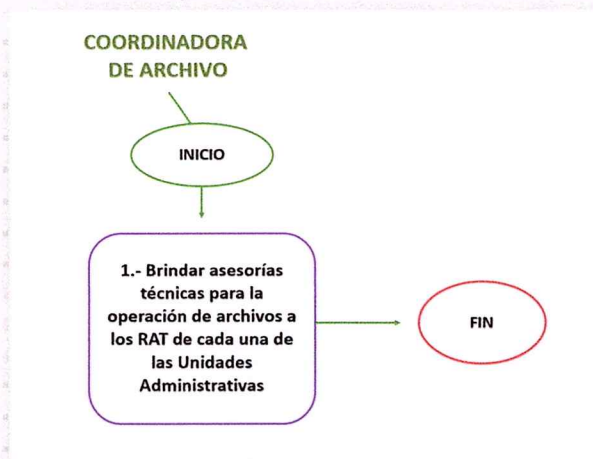 COORDINADORA
DE ARCHIVO
INICIO
1.- Brindar asesorías
técnicas para la
operación de archivos a
los RAT de cada una de
las Unidades
Administrativas
FIN